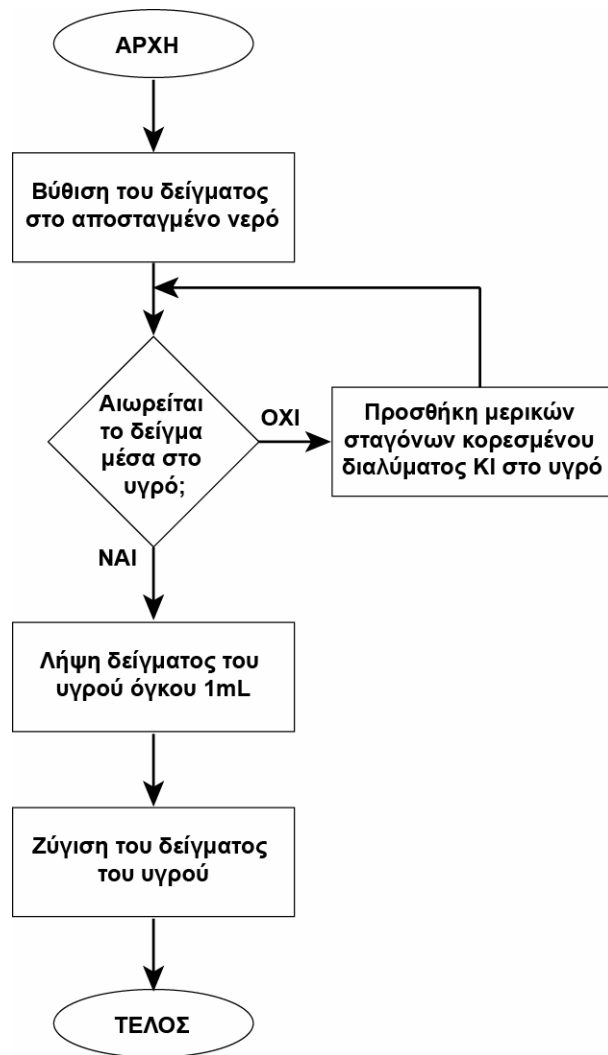 ΑΡΧΗ
Βύθιση του δείγματος
στο αποσταγμένο νερό
Αιωρείται
το δείγμα
μέσα στο
υγρό;
ΟΧΙ
Προσθήκη μερικών
σταγόνων κορεσμένου
διαλύματος ΚΙ στο υγρό
ΝΑΙ
Λήψη δείγματος του
υγρού όγκου 1mL
Ζύγιση του δείγματος
του υγρού
ΤΕΛΟΣ